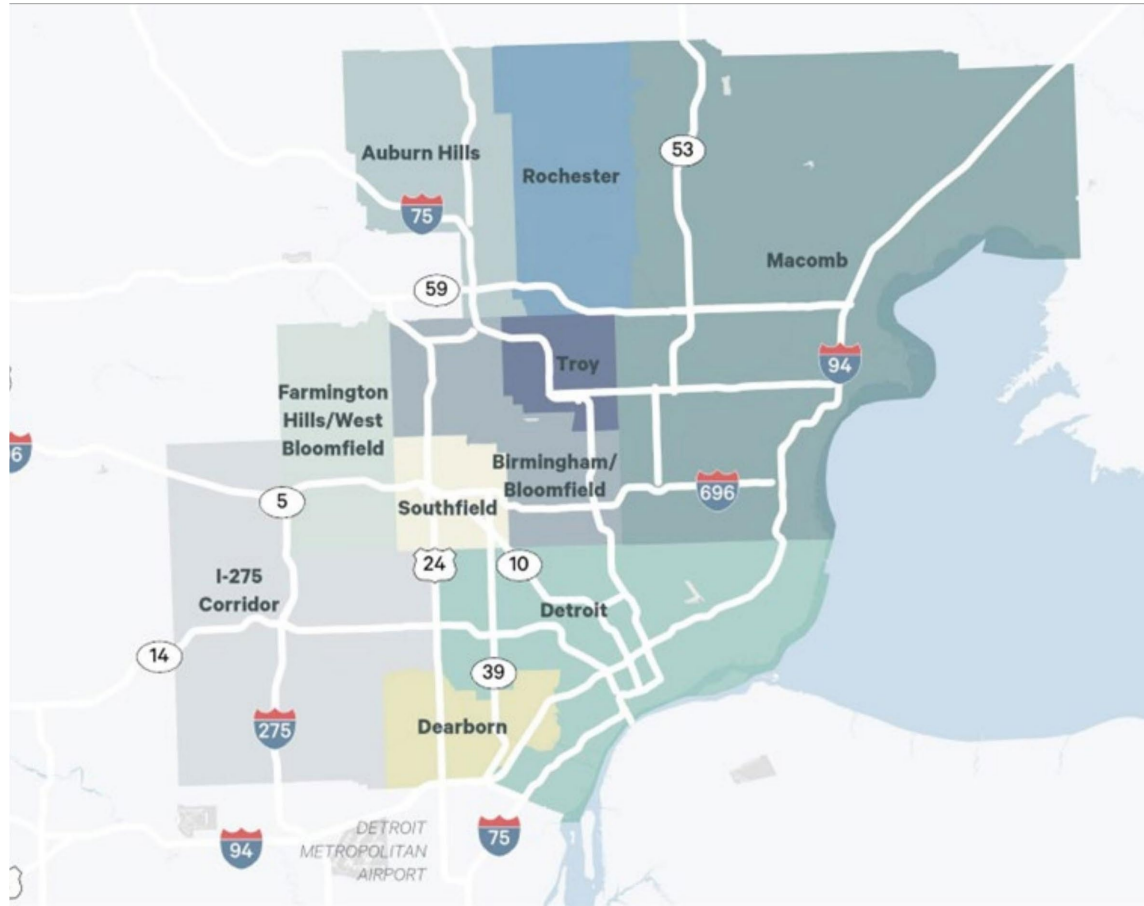 Auburn Hills
Rochester
53
75
Macomb
59
94
Troy
Farmington
Hills/West
Bloomfield
Birmingham/
Bloomfield
6
5
Southfield
696
24
10
I-275
Corridor
Detroit
14
39
Dearborn
275
DETROIT
METROPOLITAN
AIRPORT
94
75